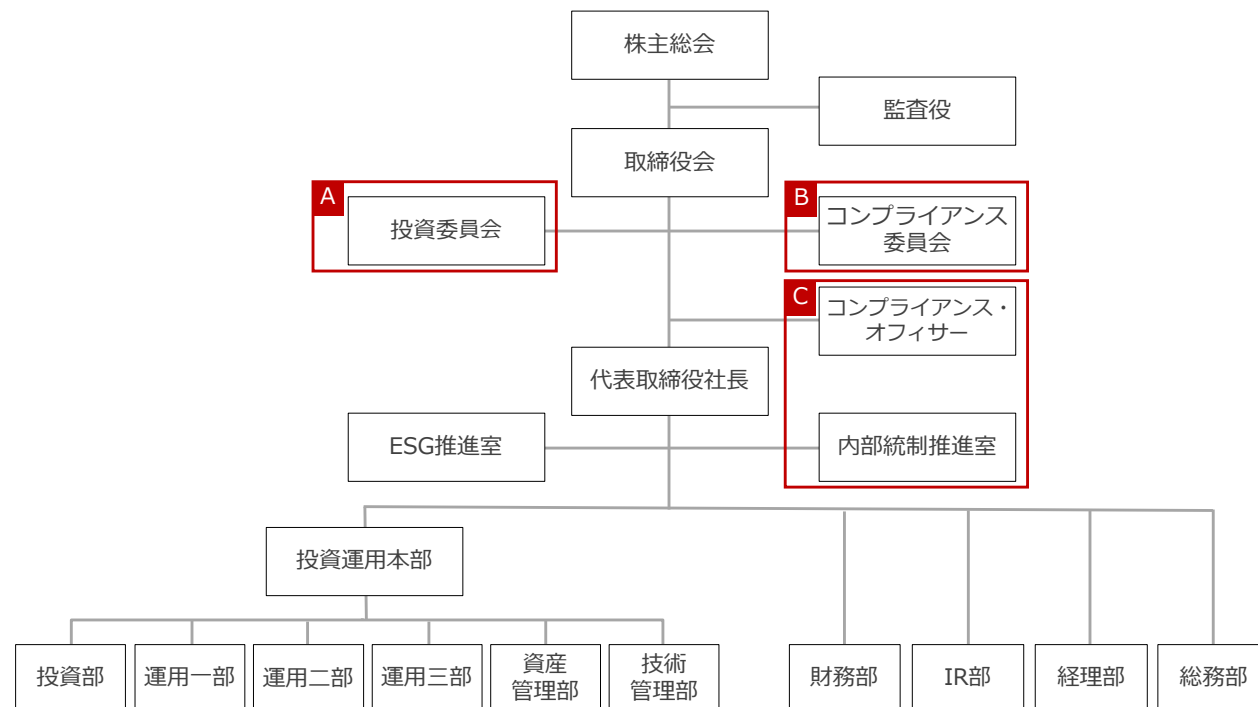 株主総会
監査役
取締役会
A
投資委員会
B
コンプライアンス
委員会
C
コンプライアンス・
オフィサー
代表取締役社長
ESG推進室
内部統制推進室
投資運用本部
投資部
運用一部
運用二部
運用三部
資産
管理部
技術
管理部
財務部
IR部
経理部
総務部